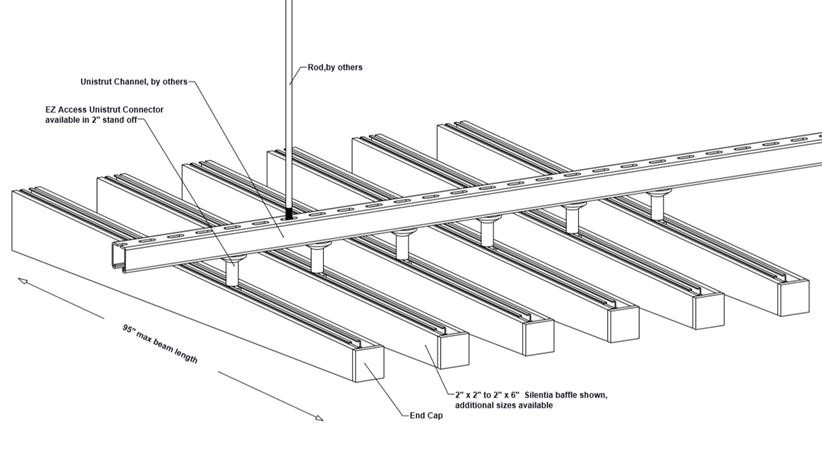 Rod,by others
Unistrut Channel, by others
EZ Access Unistrut Connector
available in 2" stand off
95" max beam length
2" x 2" to 2" x 6" Silentia baffle shown,
additional sizes available
End Cap